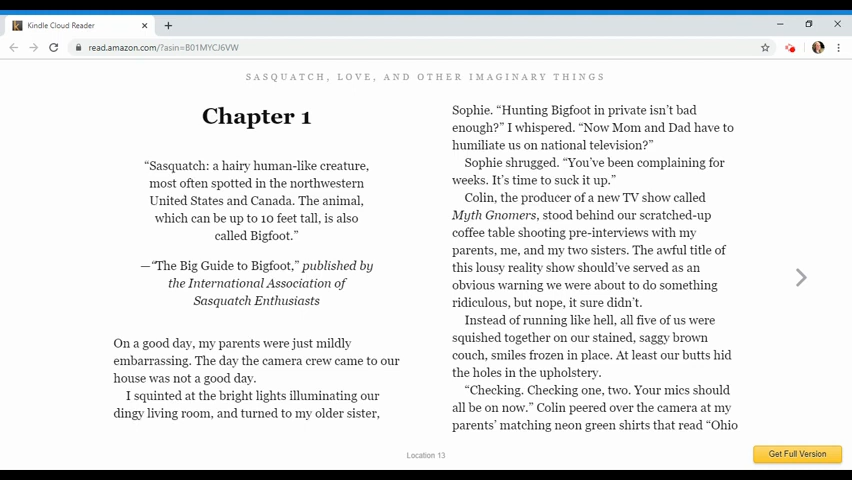 Kindle Cloud Reader
read.amazon.com/?asin=B01MYCJ6VW
SASQUATCH, LOVE, AND OTHER IMAGINARY THINGS
Chapter 1
“Sasquatch: a hairy human-like creature,
most often spotted in the northwestern
United States and Canada. The animal,
which can be up to 10 feet tall, is also
called Bigfoot.”
—“The Big Guide to Bigfoot,” published by
the International Association of
Sasquatch Enthusiasts
On a good day, my parents were just mildly
embarrassing. The day the camera crew came to our
house was not a good day.
I squinted at the bright lights illuminating our
dingy living room, and turned to my older sister,
Sophie. “Hunting Bigfoot in private isn’t bad
enough?” I whispered. “Now Mom and Dad have to
humiliate us on national television?”
Sophie shrugged. “You’ve been complaining for
weeks. It’s time to suck it up.”
Colin, the producer of a new TV show called
Myth Gnomers, stood behind our scratched-up
coffee table shooting pre-interviews with my
parents, me, and my two sisters. The awful title of
this lousy reality show should’ve served as an
obvious warning we were about to do something
ridiculous, but nope, it sure didn’t.
Instead of running like hell, all five of us were
squished together on our stained, saggy brown
couch, smiles frozen in place. At least our butts hid
the holes in the upholstery.
“Checking. Checking one, two. Your mics should
all be on now.” Colin peered over the camera at my
parents’ matching neon green shirts that read “Ohio
Location 13
Get Full Version